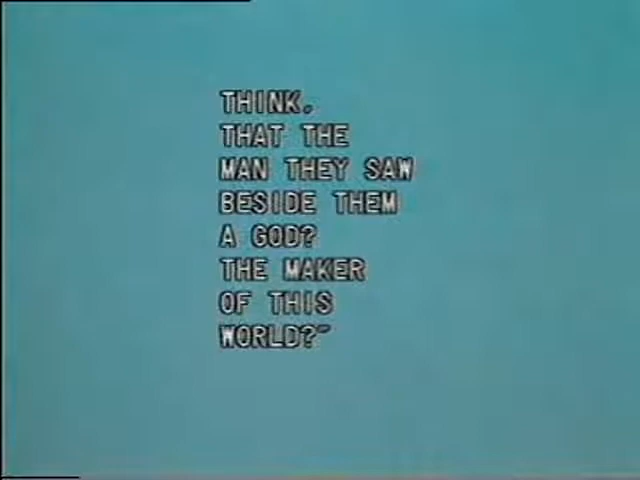 THINK.
THAT THE
MAN THEY SAW
BESIDE THEM
A GOD?
THE MAKER
OF THIS
WORLD?"